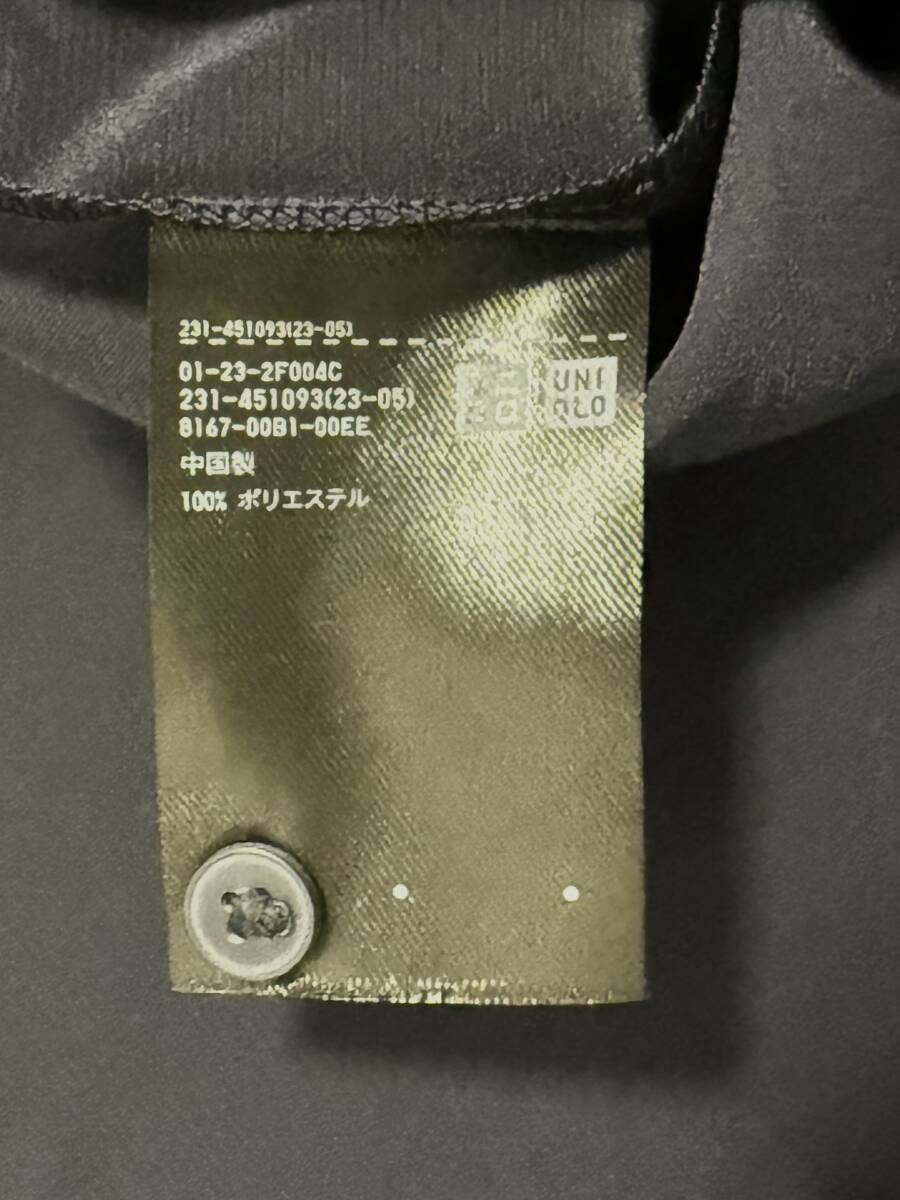 231-451093(23-05)
01-23-2F004C
231-451093(23-05)
8167-00B1-00EE
中国製
100% ポリエステル
UNI
QLO